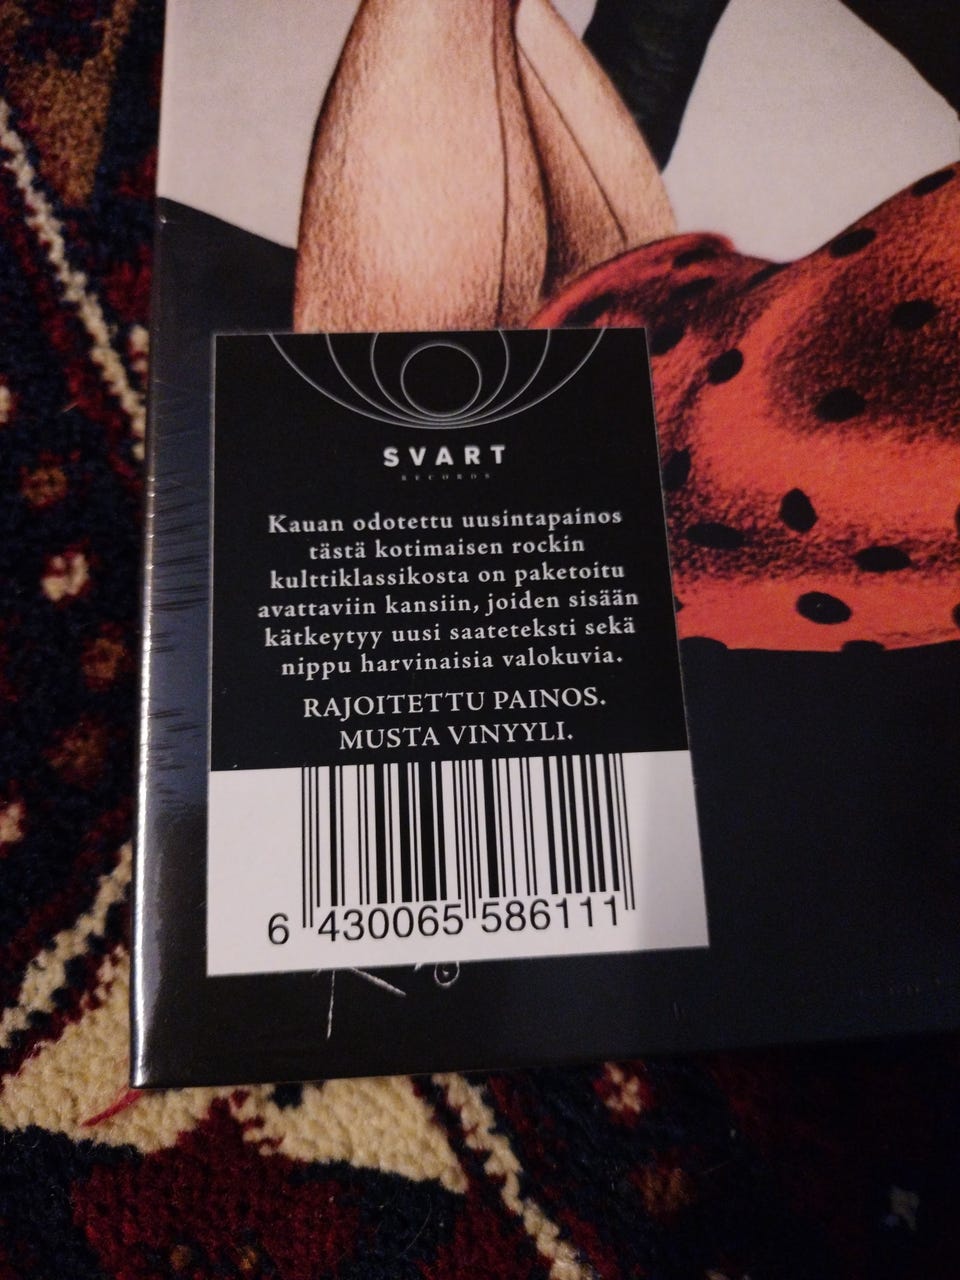 SVART
RECORDS
Kauan odotettu uusintapainos
tästä kotimaisen rockin
kulttiklassikosta on paketoitu
avattaviin kansiin, joiden sisään
kätkeytyy uusi saateteksti sekä
nippu harvinaisia valokuvia.
RAJOITETTU PAINOS.
MUSTA VINYYLI.
6 430065 586111